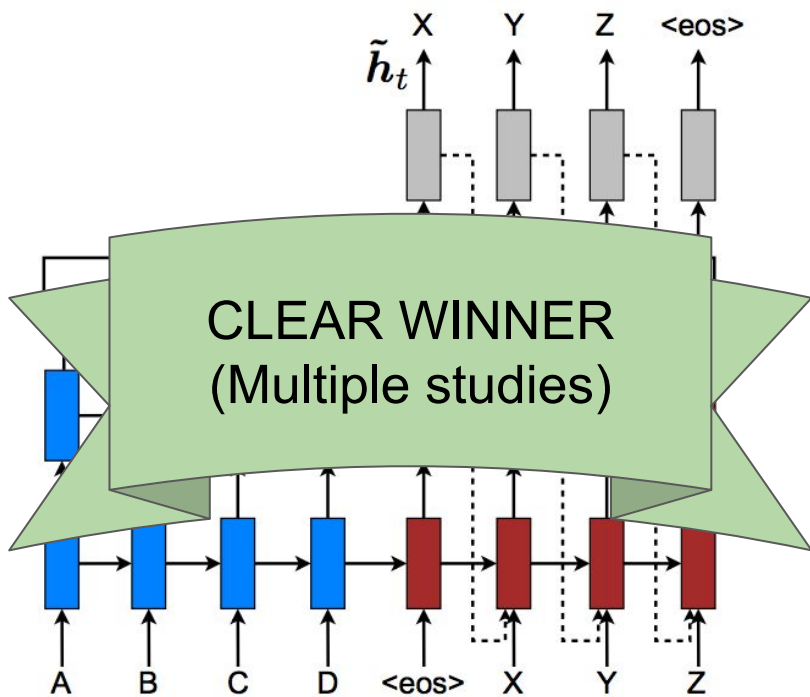 X Y Z <eos>
h̃ₜ
CLEAR WINNER
(Multiple studies)
A B C D <eos> X Y Z